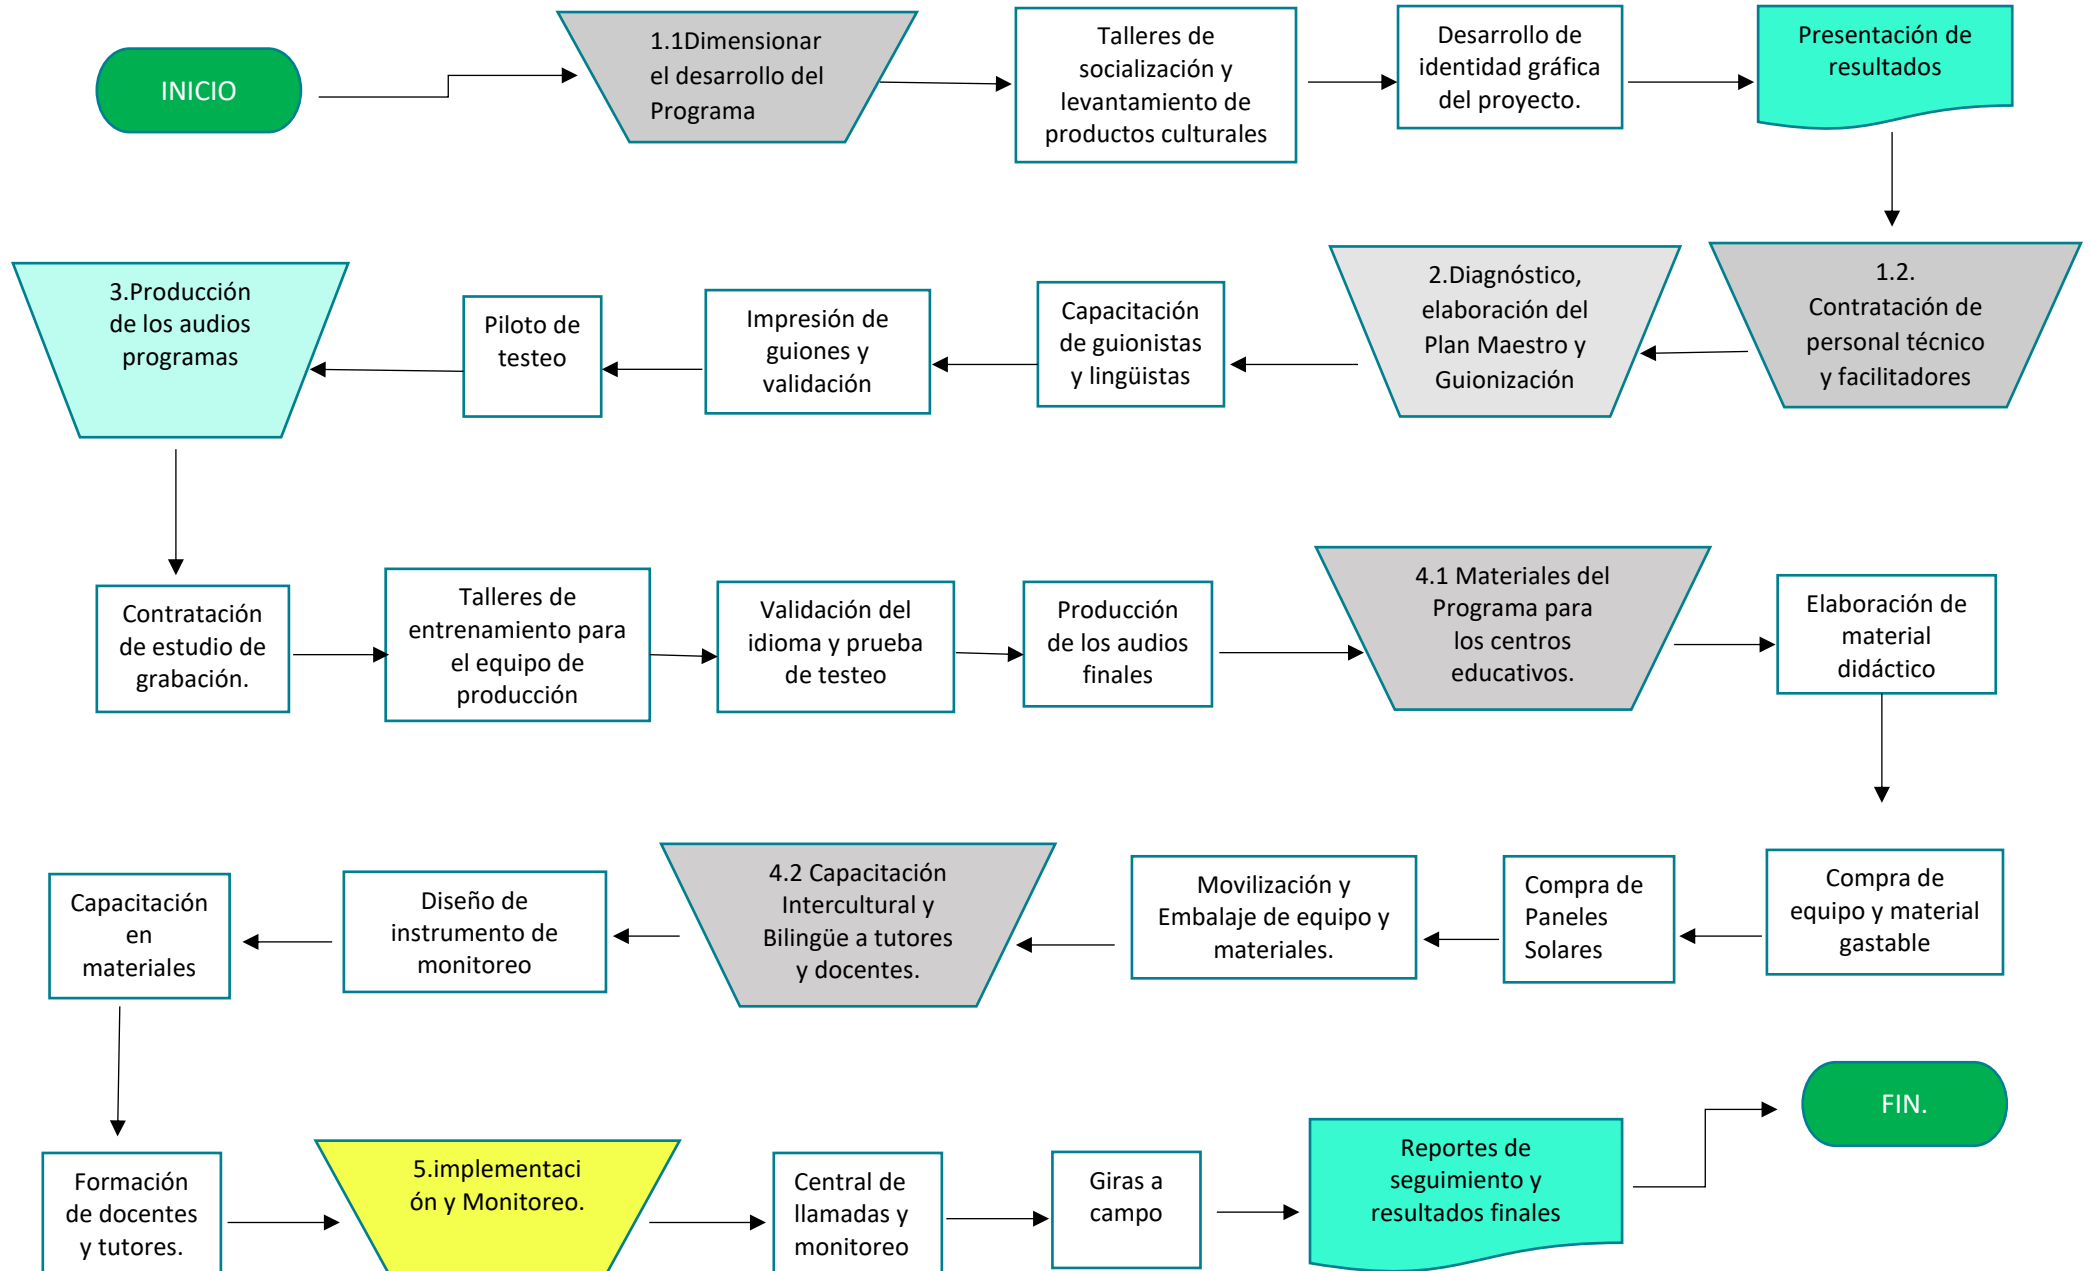 INICIO
1.1Dimensionar
el desarrollo del
Programa
Talleres de
socialización y
levantamiento de
productos culturales
Desarrollo de
identidad gráfica
del proyecto.
Presentación de
resultados
1.2.
Contratación de
personal técnico
y facilitadores
2.Diagnóstico,
elaboración del
Plan Maestro y
Guionización
Capacitación
de guionistas
y lingüistas
Impresión de
guiones y
validación
Piloto de
testeo
3.Producción
de los audios
programas
Contratación
de estudio de
grabación.
Talleres de
entrenamiento para
el equipo de
producción
Validación del
idioma y prueba
de testeo
Producción
de los audios
finales
4.1 Materiales del
Programa para
los centros
educativos.
Elaboración de
material
didáctico
Compra de
equipo y material
gastable
Compra de
Paneles
Solares
Movilización y
Embalaje de equipo y
materiales.
4.2 Capacitación
Intercultural y
Bilingüe a tutores
y docentes.
Diseño de
instrumento de
monitoreo
Capacitación
en
materiales
Formación
de docentes
y tutores.
5.implementaci
ón y Monitoreo.
Central de
llamadas y
monitoreo
Giras a
campo
Reportes de
seguimiento y
resultados finales
FIN.